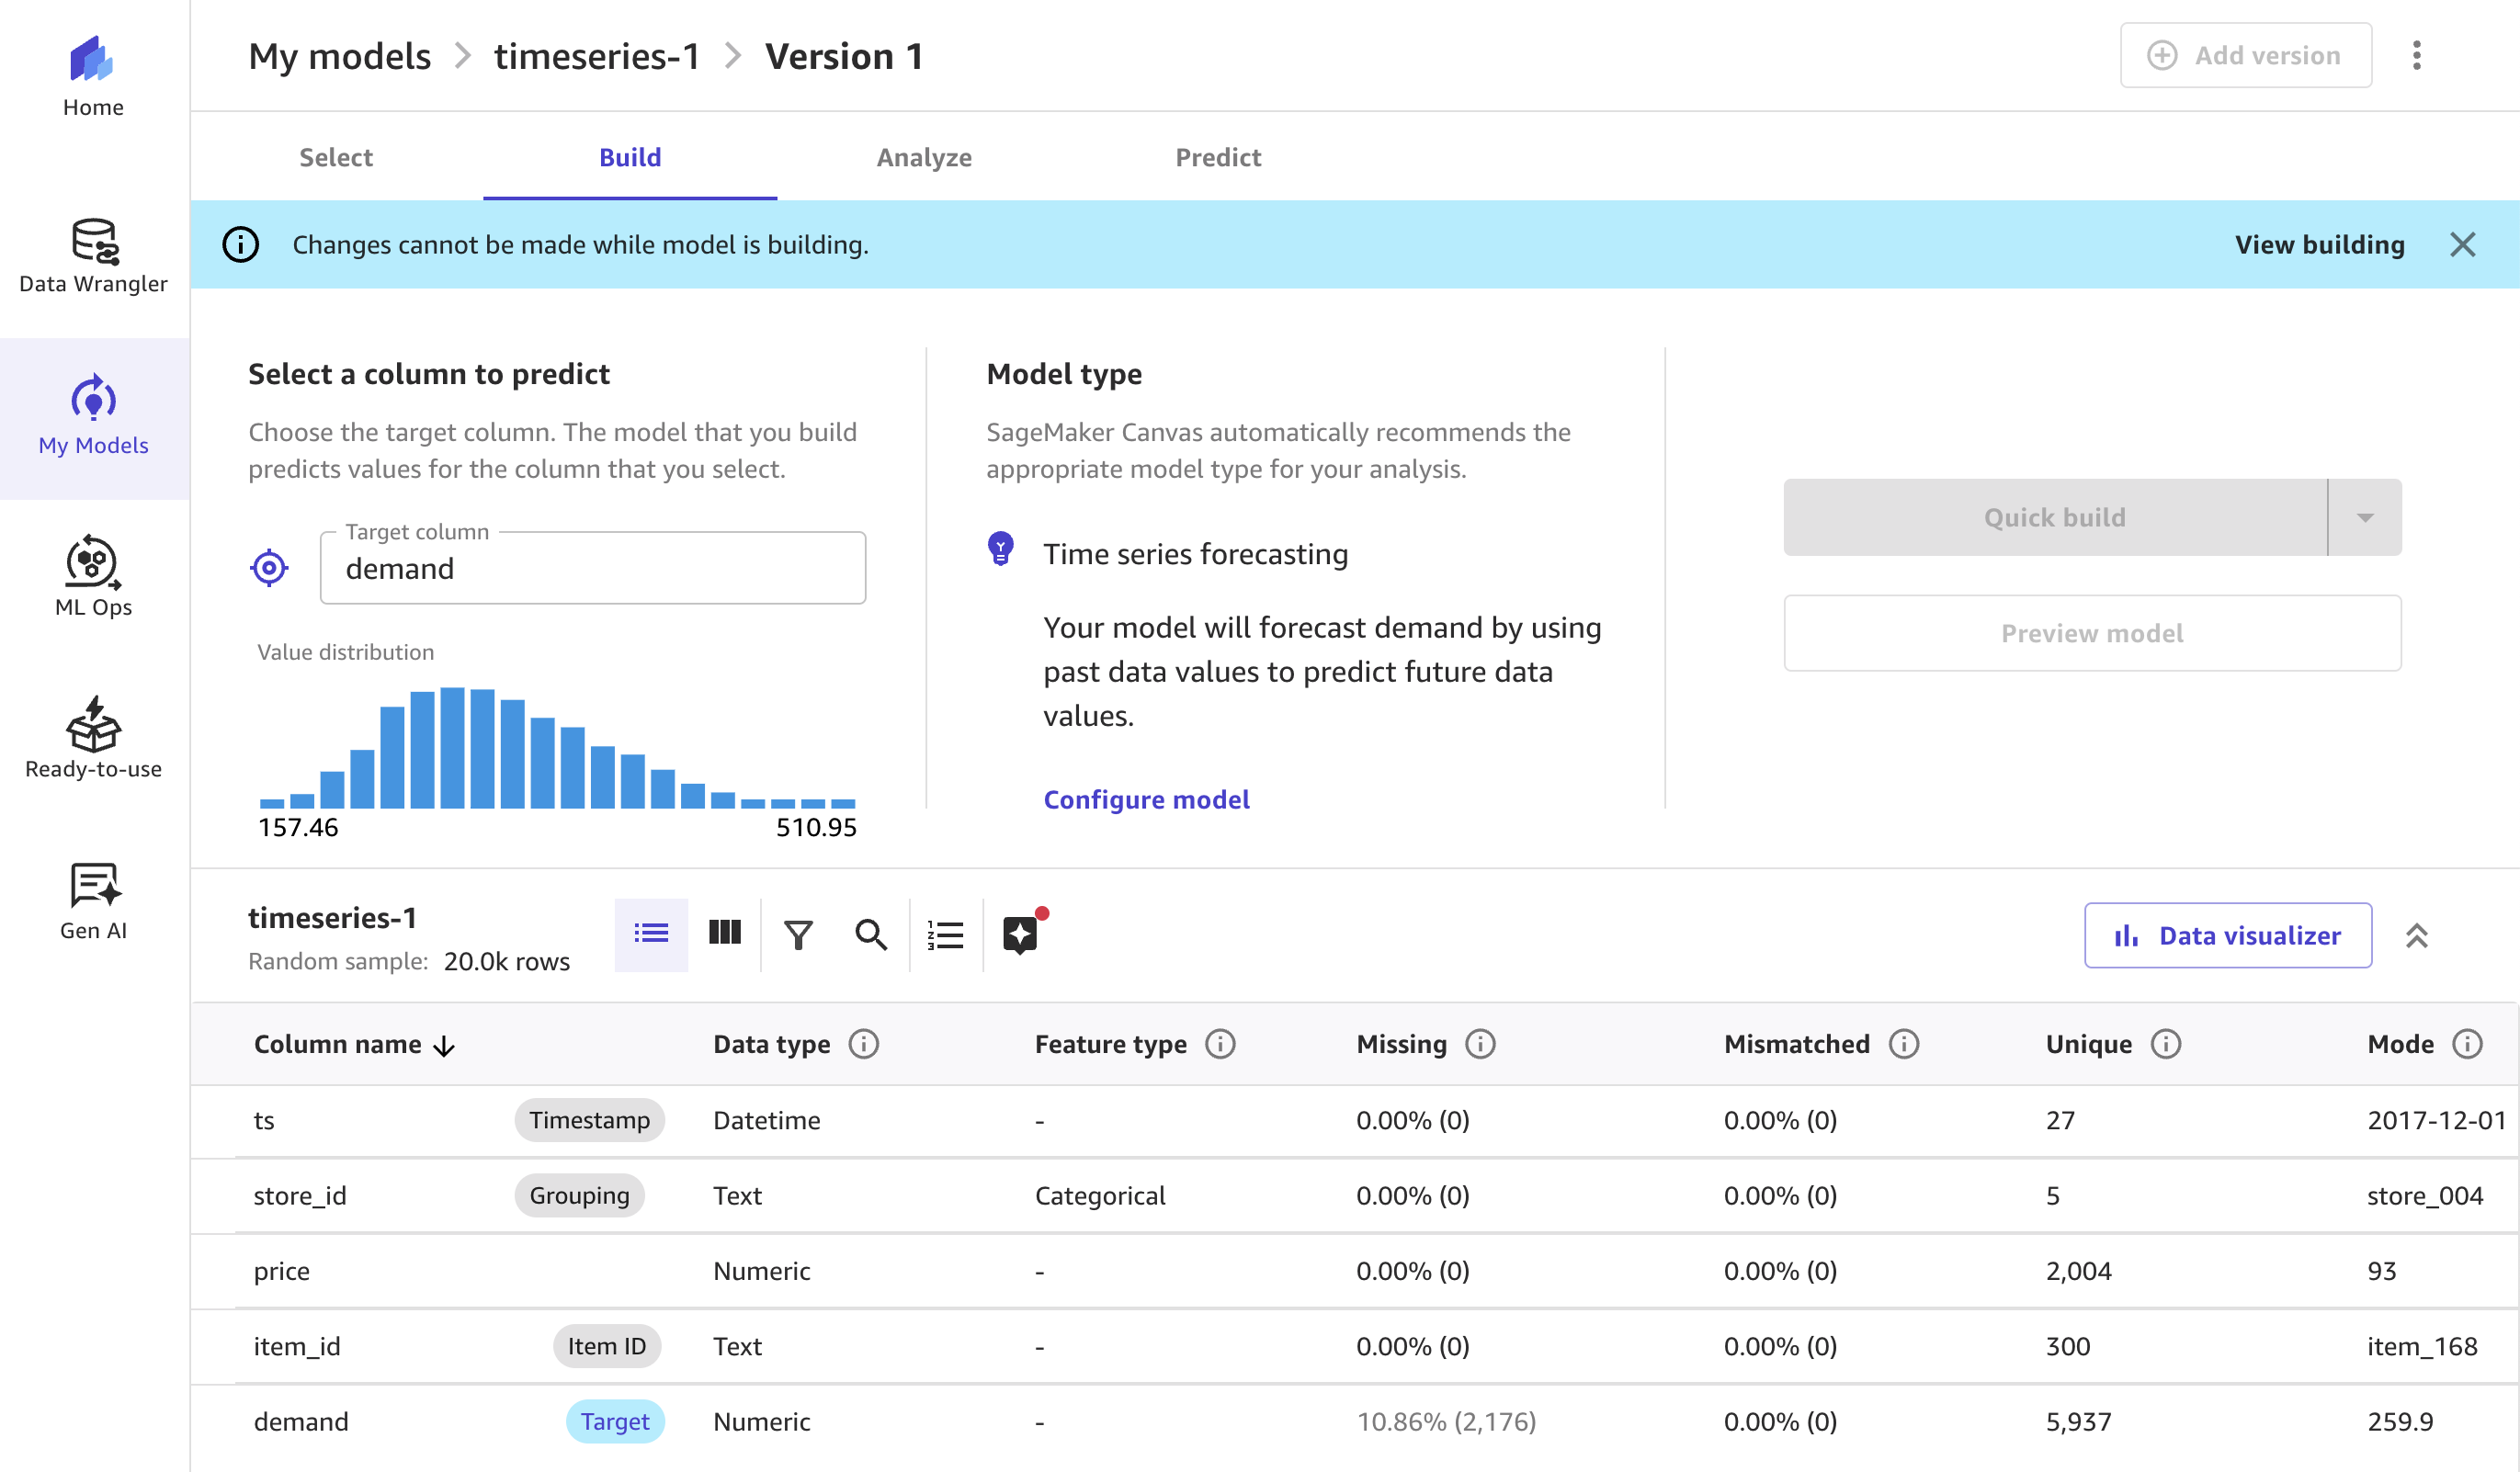 Home
Data Wrangler
My Models
ML Ops
Ready-to-use
Gen AI
My models > timeseries-1 > Version 1
Add version
Select Build Analyze Predict
Changes cannot be made while model is building.
View building
Select a column to predict
Choose the target column. The model that you build
predicts values for the column that you select.
Target column
demand
Value distribution
157.46 510.95
Model type
SageMaker Canvas automatically recommends the
appropriate model type for your analysis.
Time series forecasting
Your model will forecast demand by using
past data values to predict future data
values.
Configure model
Quick build
Preview model
timeseries-1
Random sample: 20.0k rows
Data visualizer
Column name Data type Feature type Missing Mismatched Unique Mode
ts Timestamp Datetime - 0.00% (0) 0.00% (0) 27 2017-12-01
store_id Grouping Text Categorical 0.00% (0) 0.00% (0) 5 store_004
price Numeric - 0.00% (0) 0.00% (0) 2,004 93
item_id Item ID Text - 0.00% (0) 0.00% (0) 300 item_168
demand Target Numeric - 10.86% (2,176) 0.00% (0) 5,937 259.9